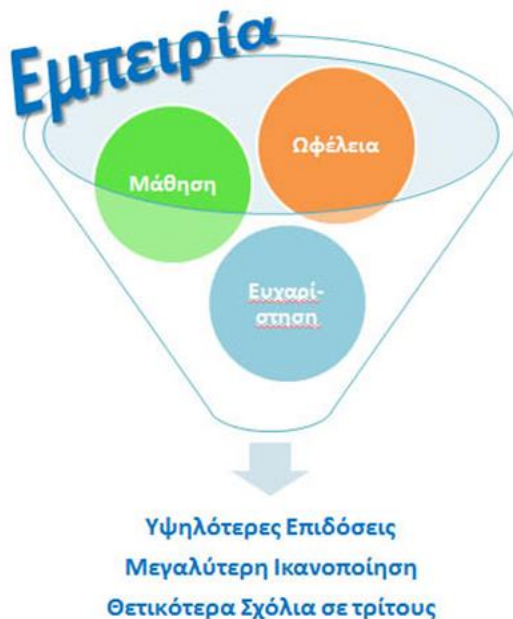 Εμπειρία
Ωφέλεια
Μάθηση
Ευχαρί-
στηση
Υψηλότερες Επιδόσεις
Μεγαλύτερη Ικανοποίηση
Θετικότερα Σχόλια σε τρίτους